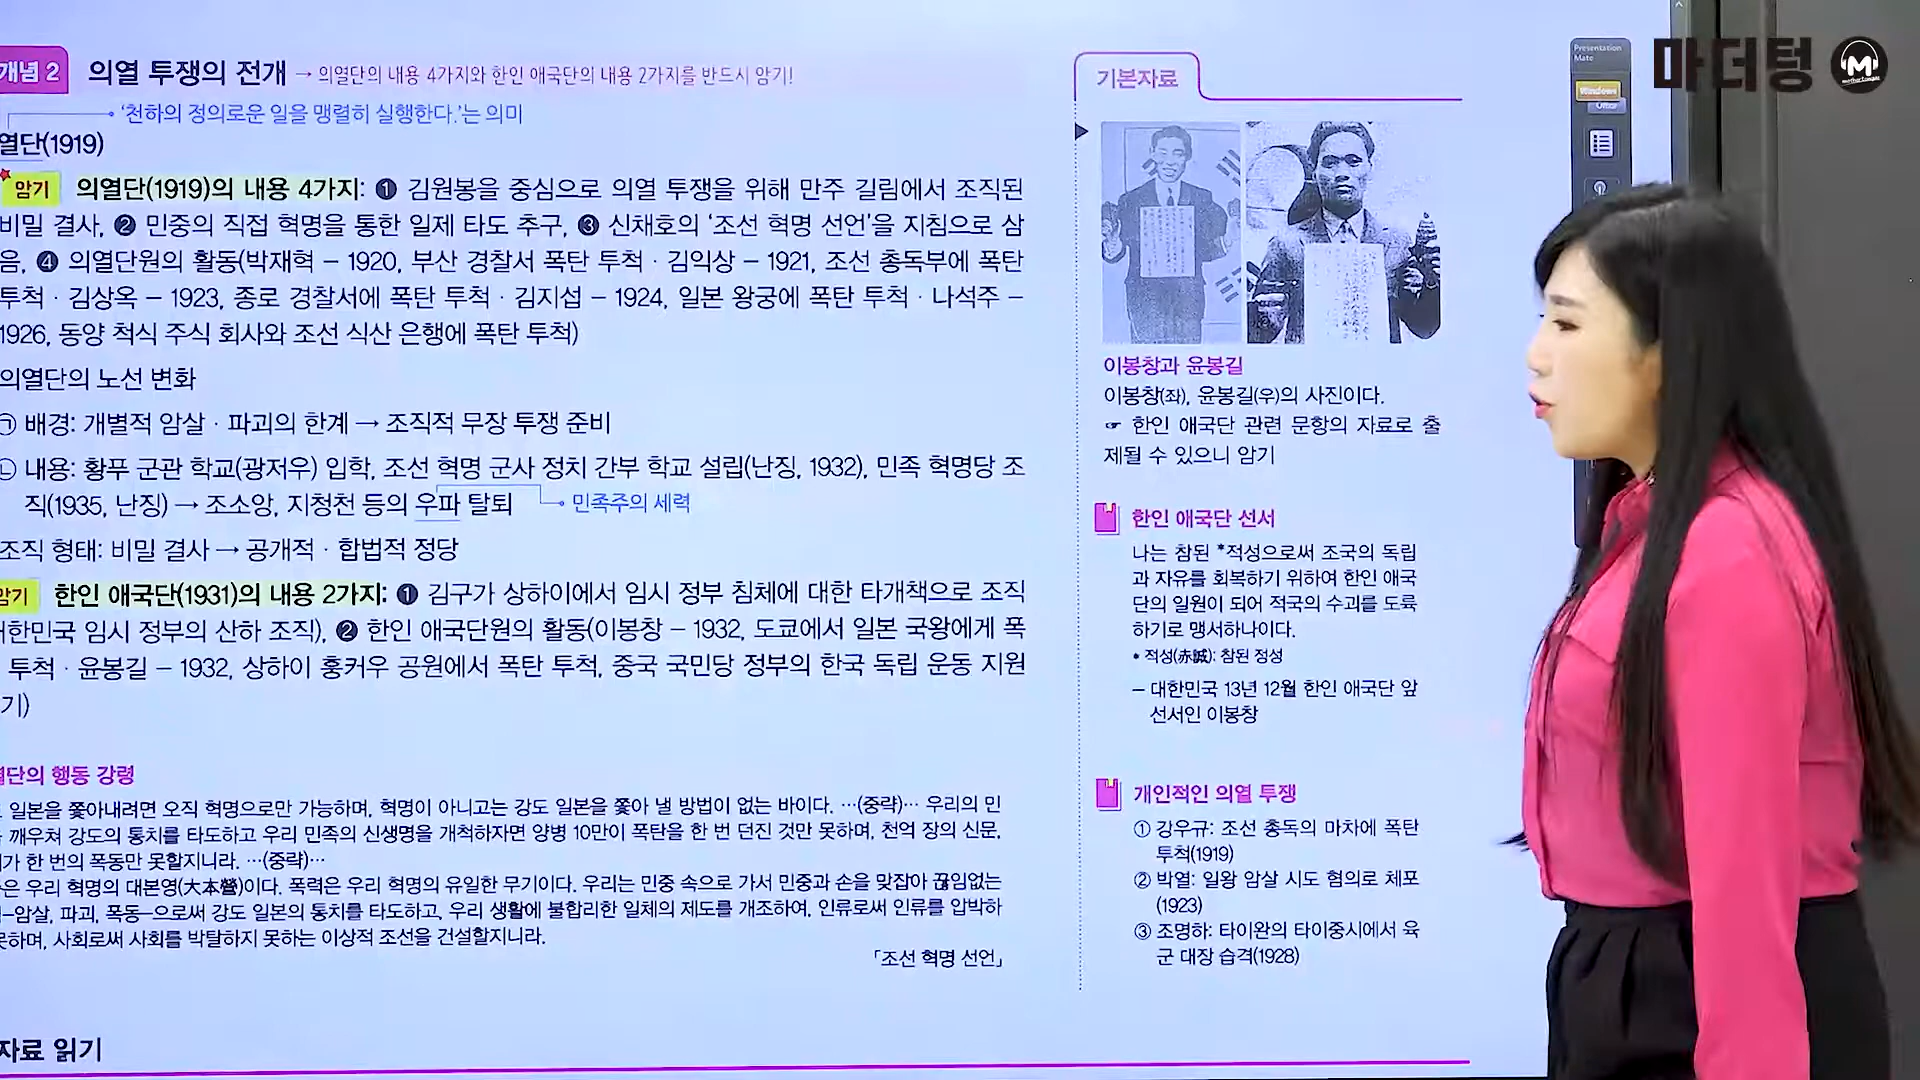 개념 2 의열 투쟁의 전개 → 의열단의 내용 4가지와 한인 애국단의 내용 2가지를 반드시 암기!
'천하의 정의로운 일을 맹렬히 실행한다.'는 의미
열단(1919)
암기 의열단(1919)의 내용 4가지: ❶ 김원봉을 중심으로 의열 투쟁을 위해 만주 길림에서 조직된
비밀 결사, ❷ 민중의 직접 혁명을 통한 일제 타도 추구, ❸ 신채호의 '조선 혁명 선언'을 지침으로 삼
음, ❹ 의열단원의 활동(박재혁 – 1920, 부산 경찰서 폭탄 투척 · 김익상 – 1921, 조선 총독부에 폭탄
투척 · 김상옥 – 1923, 종로 경찰서에 폭탄 투척 · 김지섭 – 1924, 일본 왕궁에 폭탄 투척 · 나석주 –
1926, 동양 척식 주식 회사와 조선 식산 은행에 폭탄 투척)
의열단의 노선 변화
㉠ 배경: 개별적 암살 · 파괴의 한계 → 조직적 무장 투쟁 준비
㉡ 내용: 황푸 군관 학교(광저우) 입학, 조선 혁명 군사 정치 간부 학교 설립(난징, 1932), 민족 혁명당 조
직(1935, 난징) → 조소앙, 지청천 등의 우파 탈퇴
민족주의 세력
조직 형태: 비밀 결사 → 공개적 · 합법적 정당
암기 한인 애국단(1931)의 내용 2가지: ❶ 김구가 상하이에서 임시 정부 침체에 대한 타개책으로 조직
대한민국 임시 정부의 산하 조직), ❷ 한인 애국단원의 활동(이봉창 – 1932, 도쿄에서 일본 국왕에게 폭
투척 · 윤봉길 – 1932, 상하이 훙커우 공원에서 폭탄 투척, 중국 국민당 정부의 한국 독립 운동 지원
기)
열단의 행동 강령
일본을 쫓아내려면 오직 혁명으로만 가능하며, 혁명이 아니고는 강도 일본을 쫓아 낼 방법이 없는 바이다. …(중략)… 우리의 민
깨우쳐 강도의 통치를 타도하고 우리 민족의 신생명을 개척하자면 양병 10만이 폭탄을 한 번 던진 것만 못하며, 천억 장의 신문,
가 한 번의 폭동만 못할지니라. …(중략)…
은 우리 혁명의 대본영(大本營)이다. 폭력은 우리 혁명의 유일한 무기이다. 우리는 민중 속으로 가서 민중과 손을 맞잡아 끊임없는
–암살, 파괴, 폭동–으로써 강도 일본의 통치를 타도하고, 우리 생활에 불합리한 일체의 제도를 개조하여, 인류로써 인류를 압박하
못하며, 사회로써 사회를 박탈하지 못하는 이상적 조선을 건설할지니라.
「조선 혁명 선언」
자료 읽기
기본자료
이봉창과 윤봉길
이봉창(좌), 윤봉길(우)의 사진이다.
☞ 한인 애국단 관련 문항의 자료로 출
제될 수 있으니 암기
한인 애국단 선서
나는 참된 *적성으로써 조국의 독립
과 자유를 회복하기 위하여 한인 애국
단의 일원이 되어 적국의 수괴를 도륙
하기로 맹서하나이다.
* 적성(赤誠): 참된 정성
– 대한민국 13년 12월 한인 애국단 앞
선서인 이봉창
개인적인 의열 투쟁
① 강우규: 조선 총독의 마차에 폭탄
투척(1919)
② 박열: 일왕 암살 시도 혐의로 체포
(1923)
③ 조명하: 타이완의 타이중시에서 육
군 대장 습격(1928)
Presentation
Mate
Windows
Office
마더텅
M